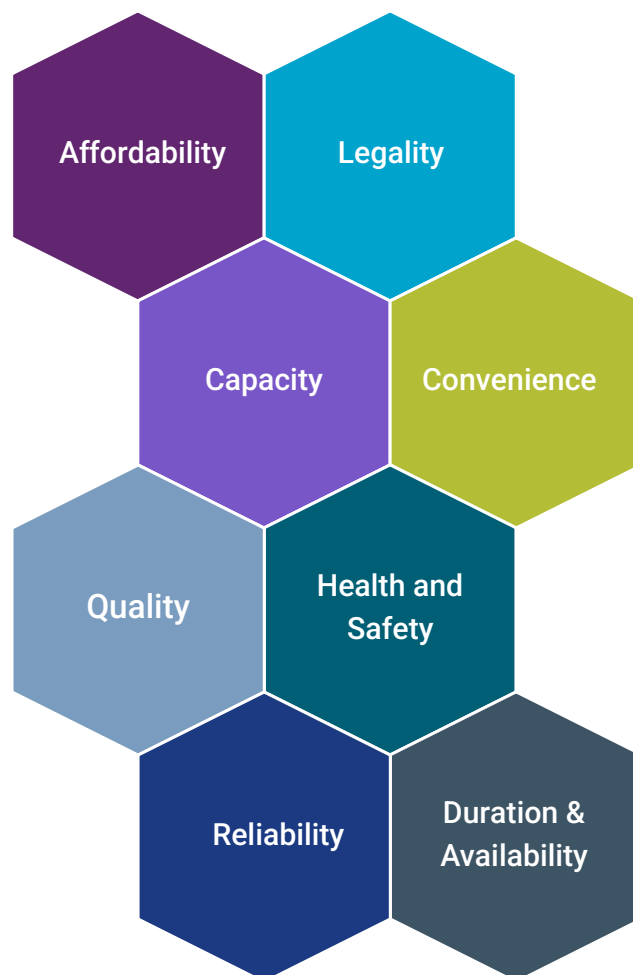 Affordability
Legality
Capacity
Convenience
Quality
Health and
Safety
Reliability
Duration &
Availability